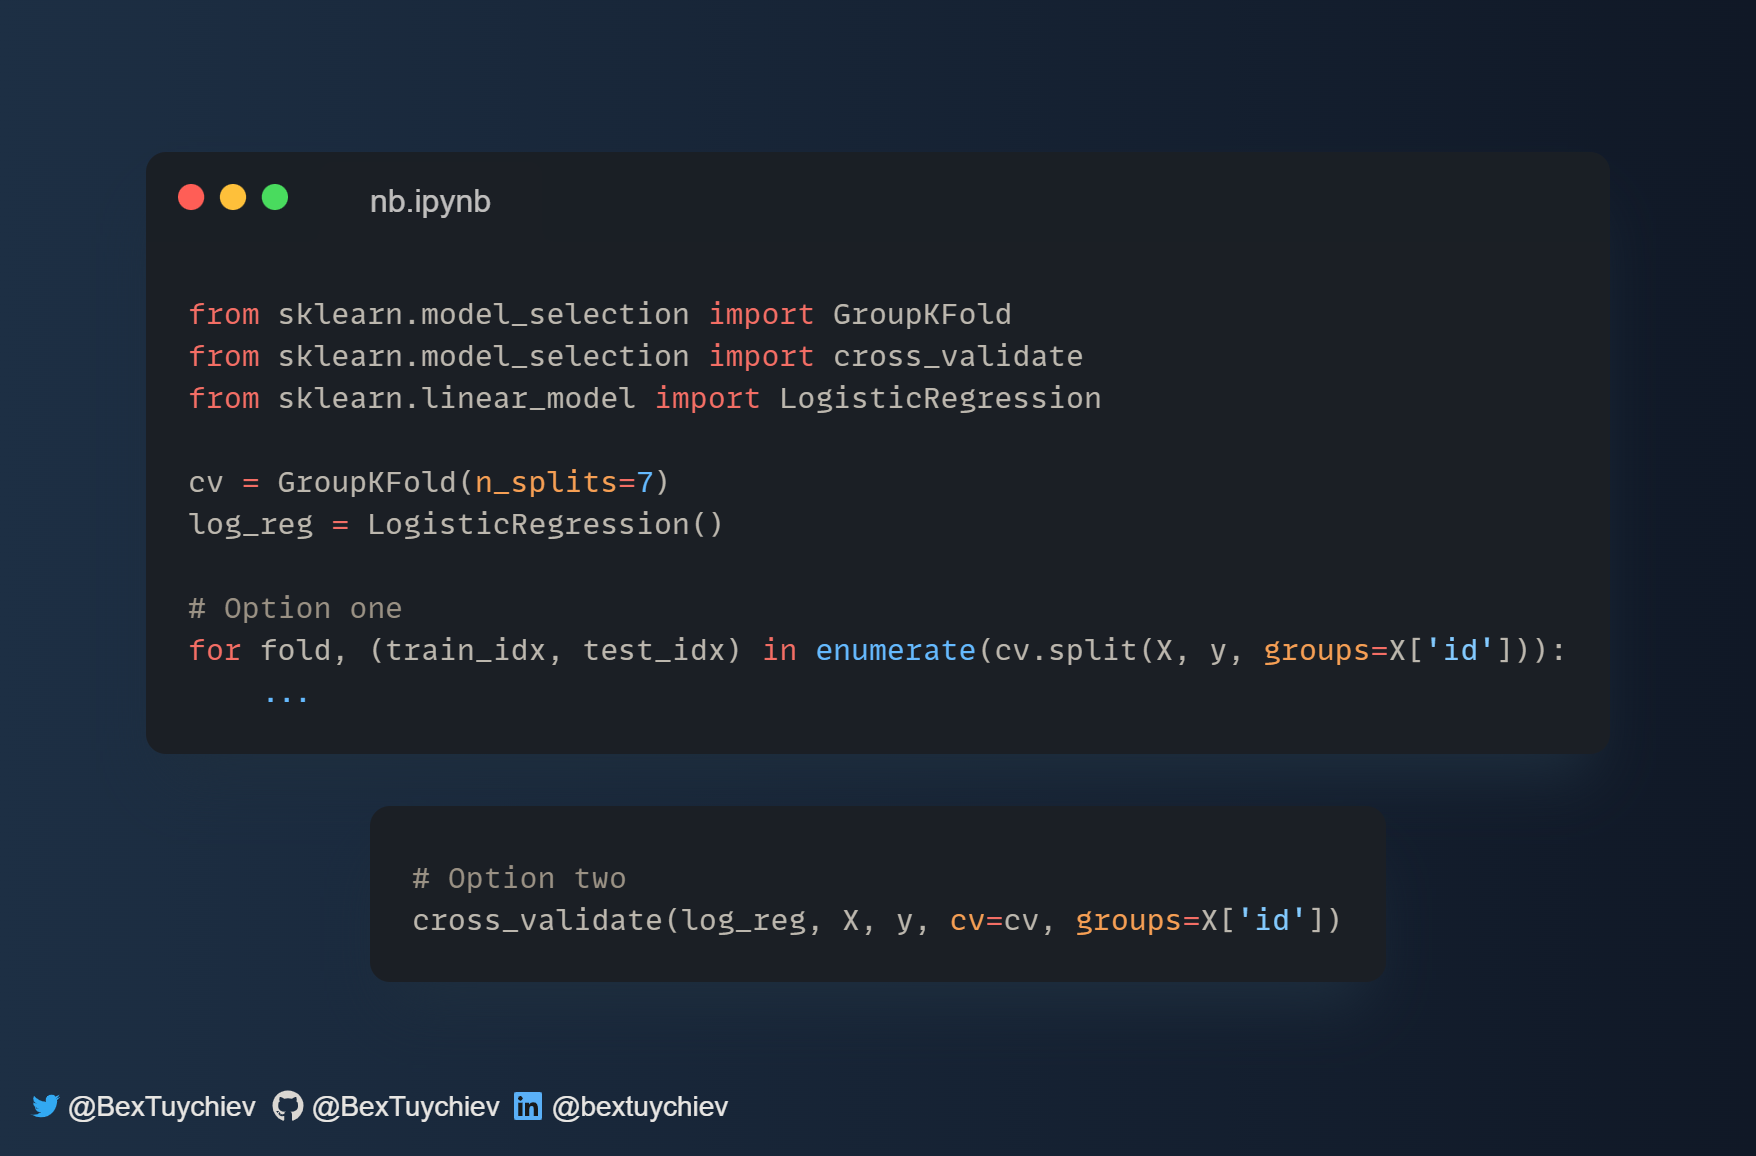 nb.ipynb
from sklearn.model_selection import GroupKFold
from sklearn.model_selection import cross_validate
from sklearn.linear_model import LogisticRegression
cv = GroupKFold(n_splits=7)
log_reg = LogisticRegression()
# Option one
for fold, (train_idx, test_idx) in enumerate(cv.split(X, y, groups=X['id'])):
    ...
# Option two
cross_validate(log_reg, X, y, cv=cv, groups=X['id'])
@BexTuychiev @BexTuychiev in @bextuychiev